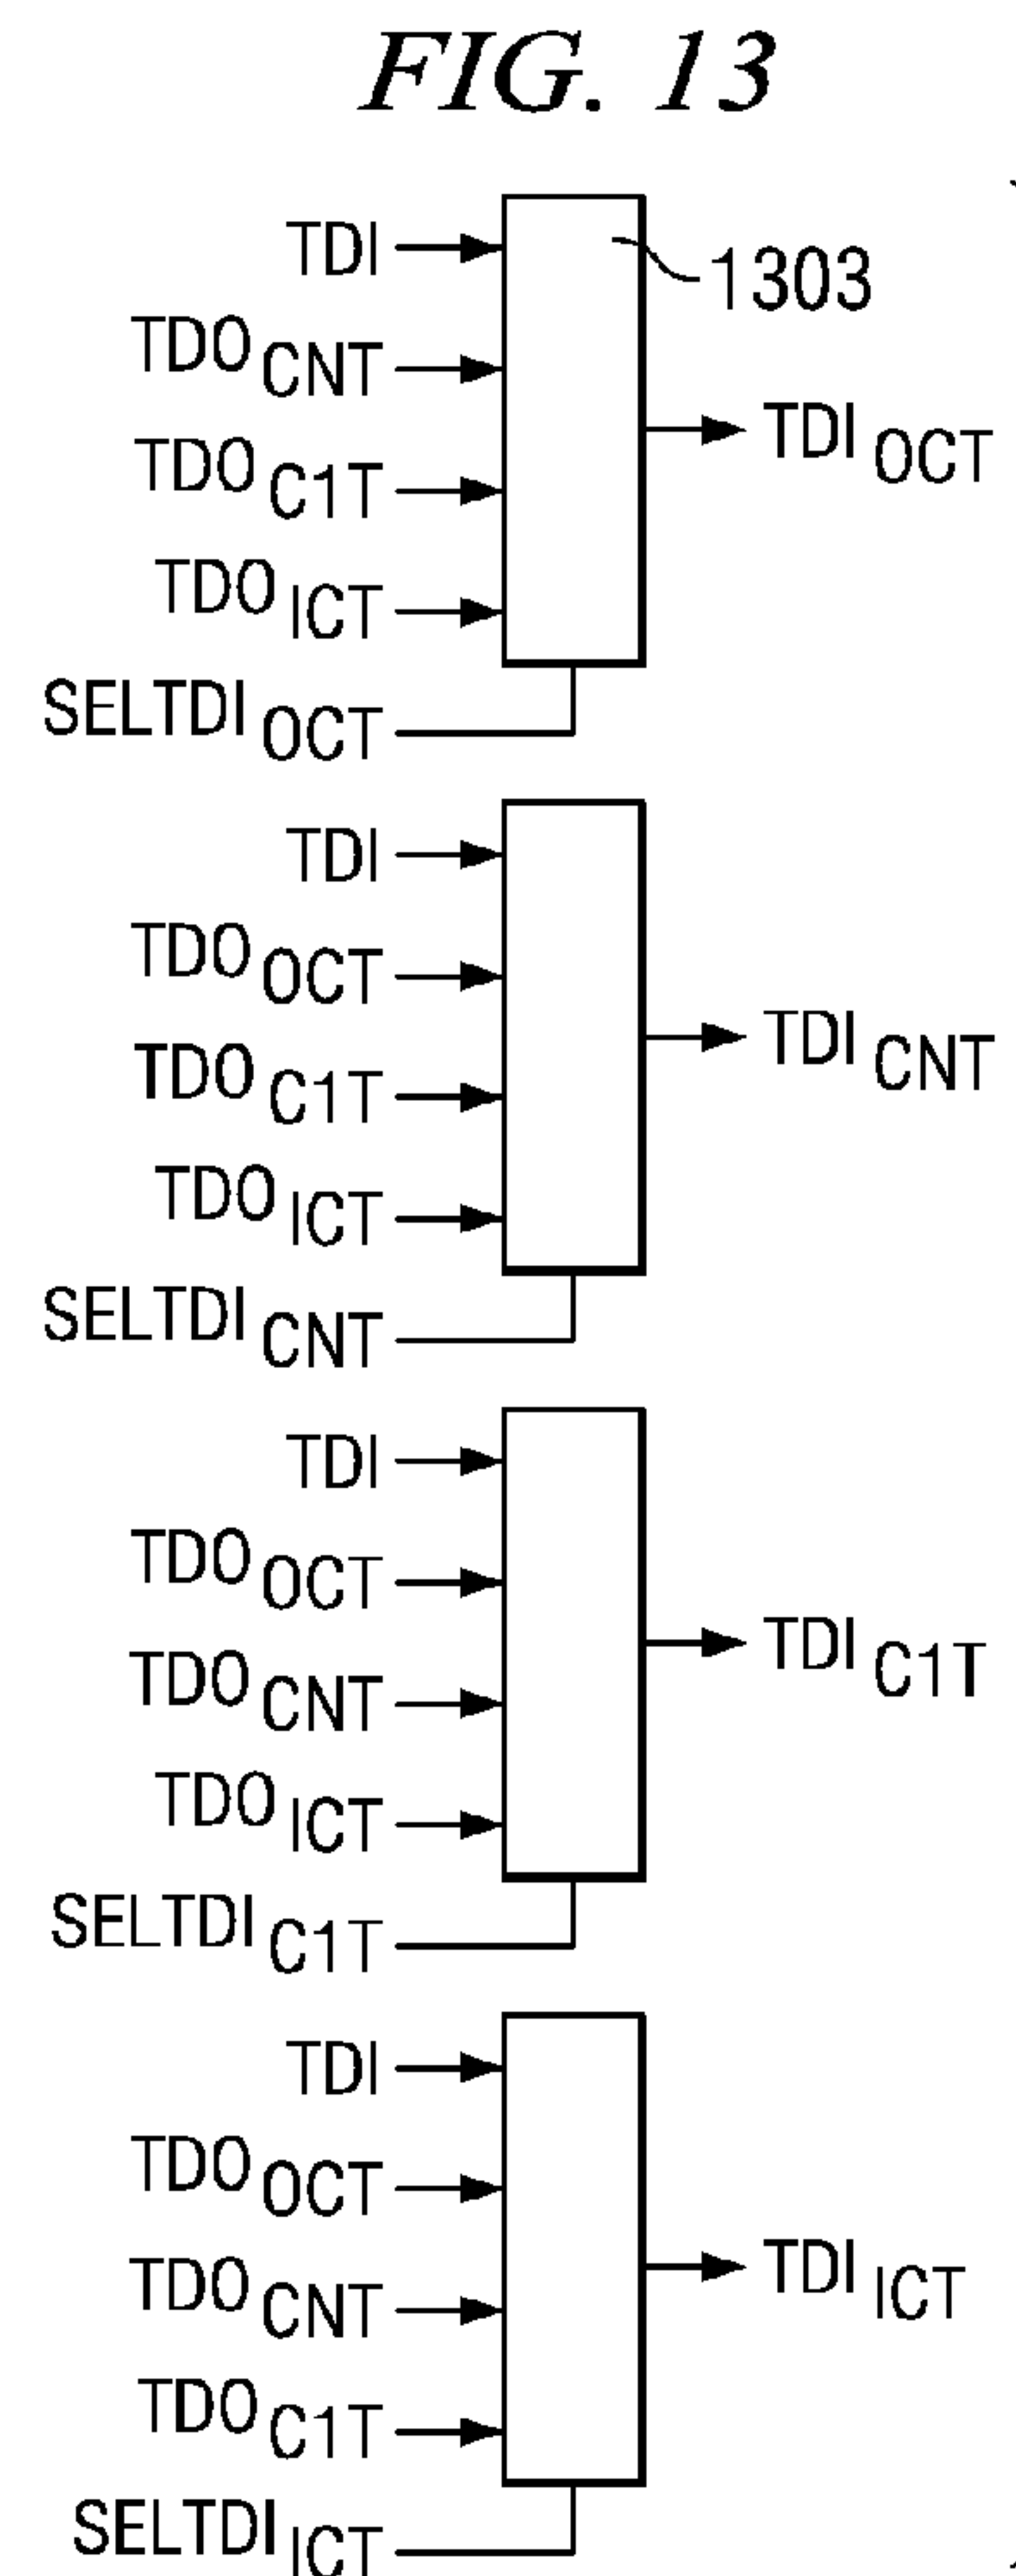 FIG. 13
TDI
1303
TDO CNT
TDI OCT
TDO C1T
TDO ICT
SELTDI OCT
TDI
TDO OCT
TDI CNT
TDO C1T
TDO ICT
SELTDI CNT
TDI
TDO OCT
TDI C1T
TDO CNT
TDO ICT
SELTDI C1T
TDI
TDO OCT
TDI ICT
TDO CNT
TDO C1T
SELTDI ICT